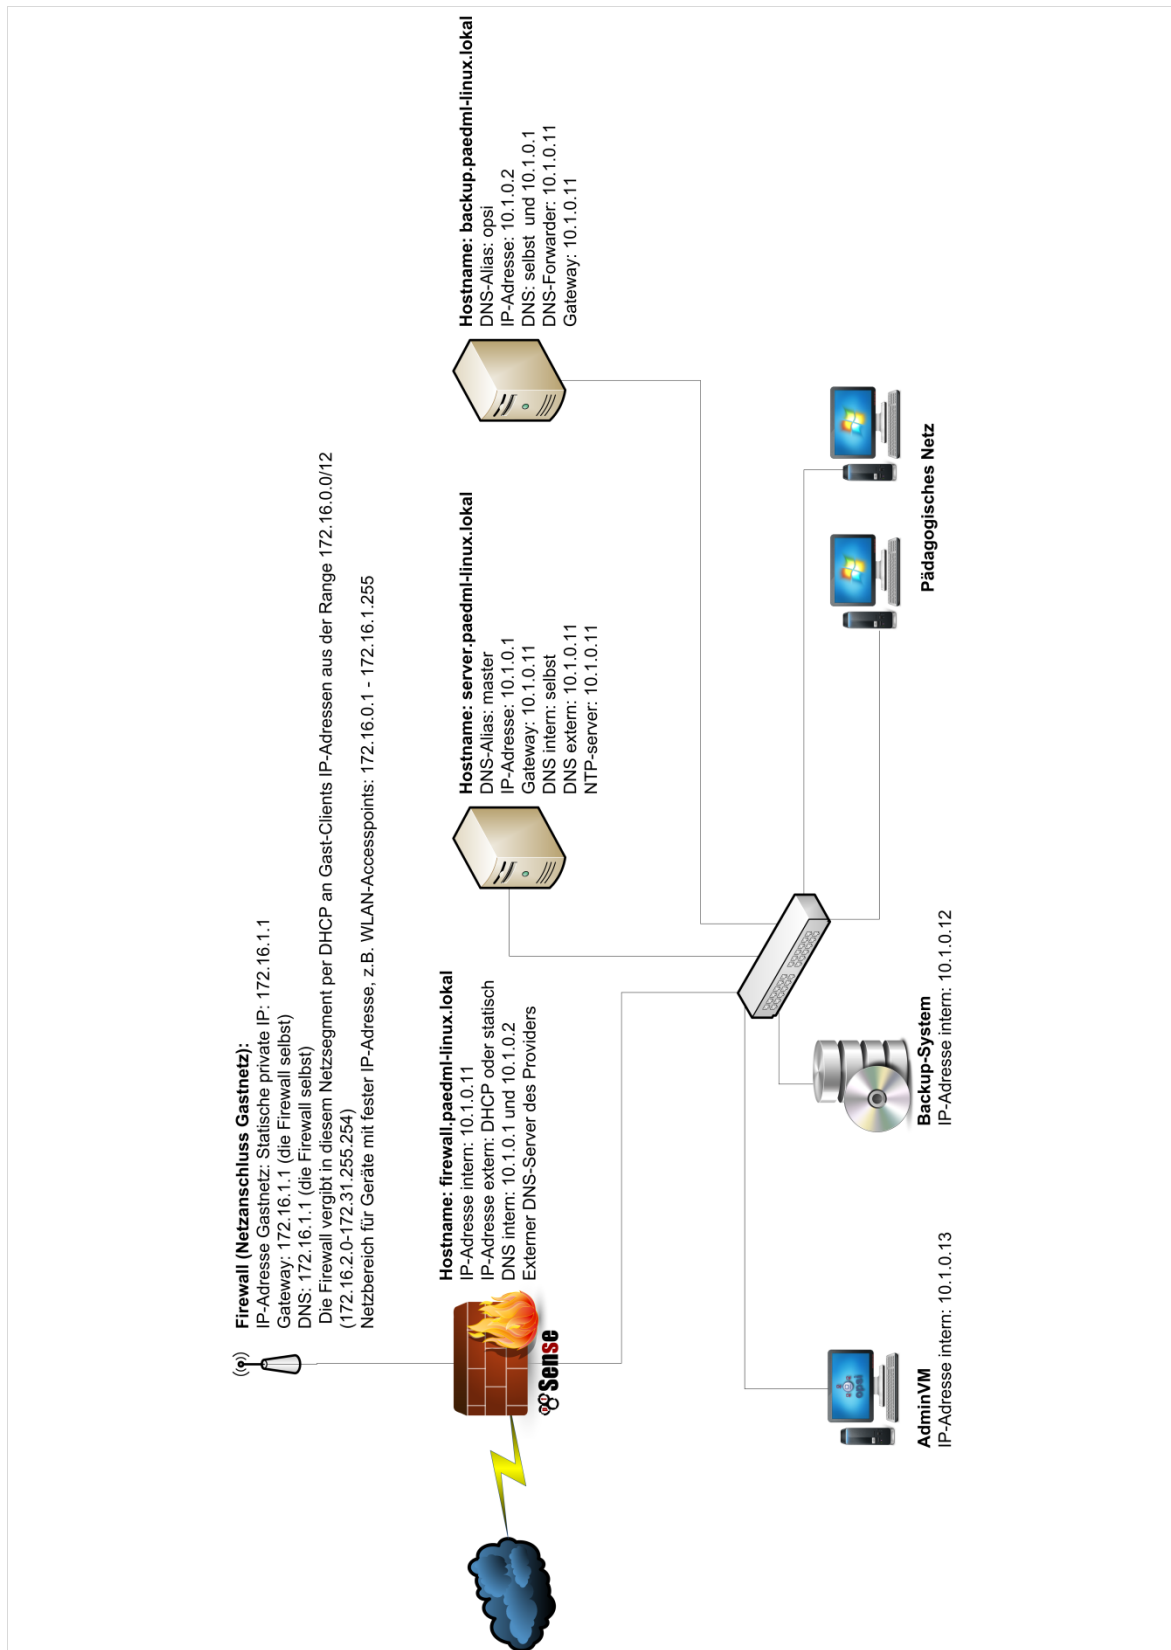 Firewall (Netzanschluss Gastnetz):
IP-Adresse Gastnetz: Statische private IP: 172.16.1.1
Gateway: 172.16.1.1 (die Firewall selbst)
DNS: 172.16.1.1 (die Firewall selbst)
Die Firewall vergibt in diesem Netzsegment per DHCP an Gast-Clients IP-Adressen aus der Range 172.16.0.0/12
(172.16.2.0-172.31.255.254)
Netzbereich für Geräte mit fester IP-Adresse, z.B. WLAN-Accesspoints: 172.16.0.1 - 172.16.1.255
Hostname: firewall.paedml-linux.lokal
IP-Adresse intern: 10.1.0.11
IP-Adresse extern: DHCP oder statisch
DNS intern: 10.1.0.1 und 10.1.0.2
Externer DNS-Server des Providers
Sense
Hostname: server.paedml-linux.lokal
DNS-Alias: master
IP-Adresse: 10.1.0.1
Gateway: 10.1.0.11
DNS intern: selbst
DNS extern: 10.1.0.11
NTP-server: 10.1.0.11
Hostname: backup.paedml-linux.lokal
DNS-Alias: opsi
IP-Adresse: 10.1.0.2
DNS: selbst und 10.1.0.1
DNS-Forwarder: 10.1.0.11
Gateway: 10.1.0.11
opsi
AdminVM
IP-Adresse intern: 10.1.0.13
Backup-System
IP-Adresse intern: 10.1.0.12
Pädagogisches Netz